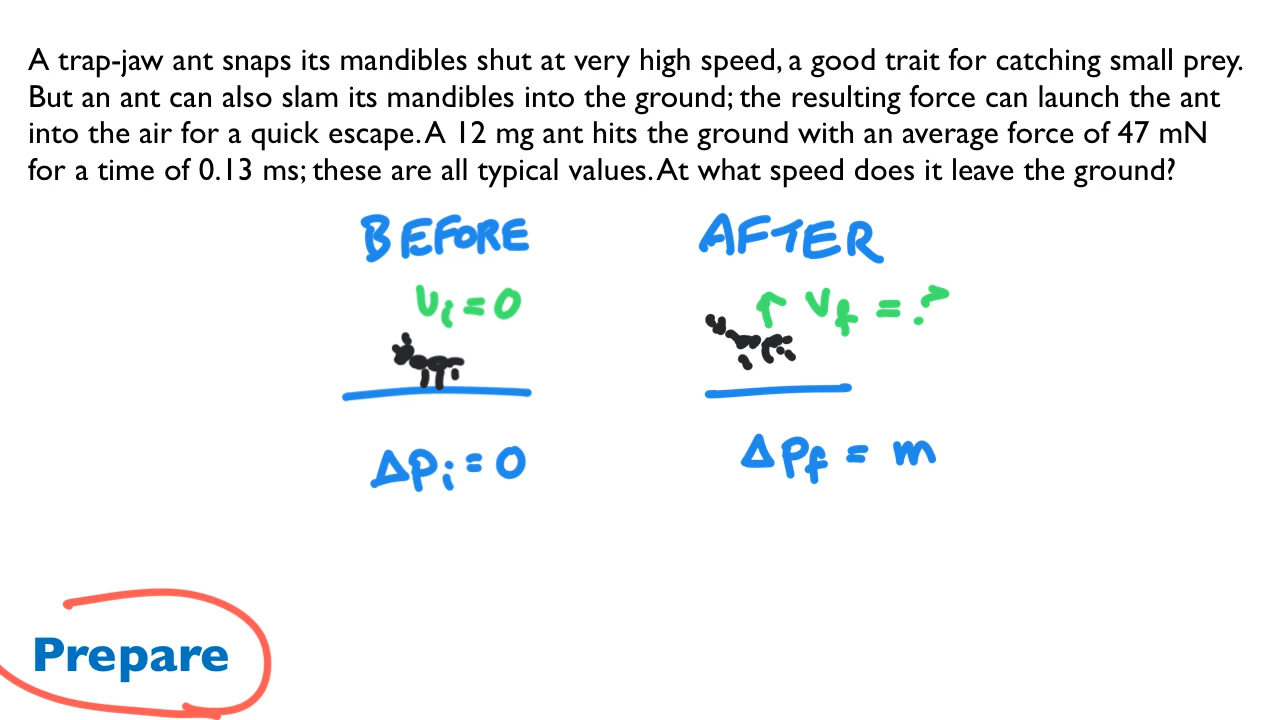 A trap-jaw ant snaps its mandibles shut at very high speed, a good trait for catching small prey.
But an ant can also slam its mandibles into the ground; the resulting force can launch the ant
into the air for a quick escape. A 12 mg ant hits the ground with an average force of 47 mN
for a time of 0.13 ms; these are all typical values. At what speed does it leave the ground?
BEFORE AFTER
vᵢ = 0 ↑ v_f = ?
Δpᵢ = 0 Δp_f = m
Prepare